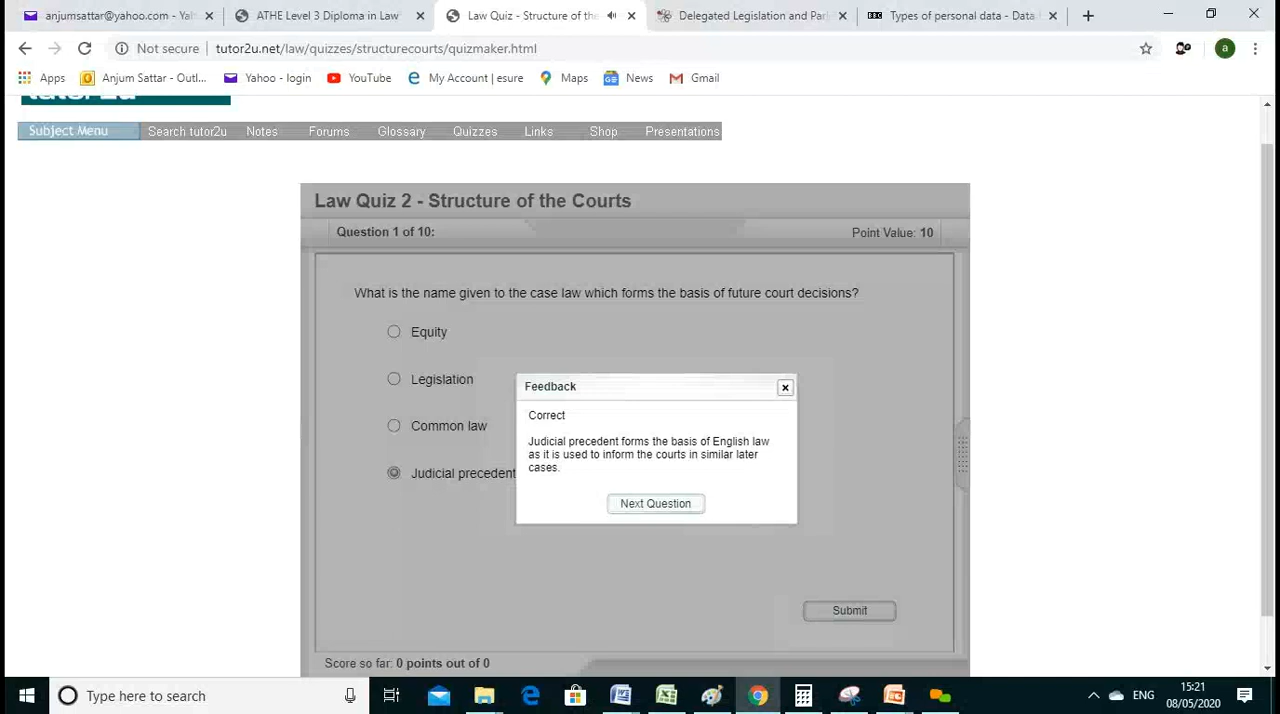 anjumsattar@yahoo.com - Yah
ATHE Level 3 Diploma in Law
Law Quiz - Structure of the
Delegated Legislation and Parl
Types of personal data - Data
Not secure
tutor2u.net/law/quizzes/structurecourts/quizmaker.html
a
Apps
Anjum Sattar - Outl...
Yahoo - login
YouTube
My Account | esure
Maps
News
Gmail
tutor2u
Subject Menu
Search tutor2u
Notes
Forums
Glossary
Quizzes
Links
Shop
Presentations
Law Quiz 2 - Structure of the Courts
Question 1 of 10:
Point Value: 10
What is the name given to the case law which forms the basis of future court decisions?
Equity
Legislation
Common law
Judicial precedent
Feedback
Correct
Judicial precedent forms the basis of English law
as it is used to inform the courts in similar later
cases.
Next Question
Submit
Score so far: 0 points out of 0
Type here to search
ENG
15:21
08/05/2020